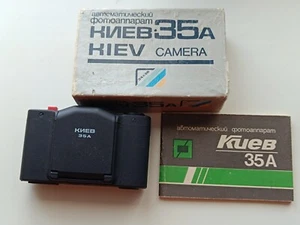 автоматический
фотоаппарат
КИЕВ 35А
KIEV CAMERA
КИЕВ
35А
автоматический фотоаппарат
Киев
35А